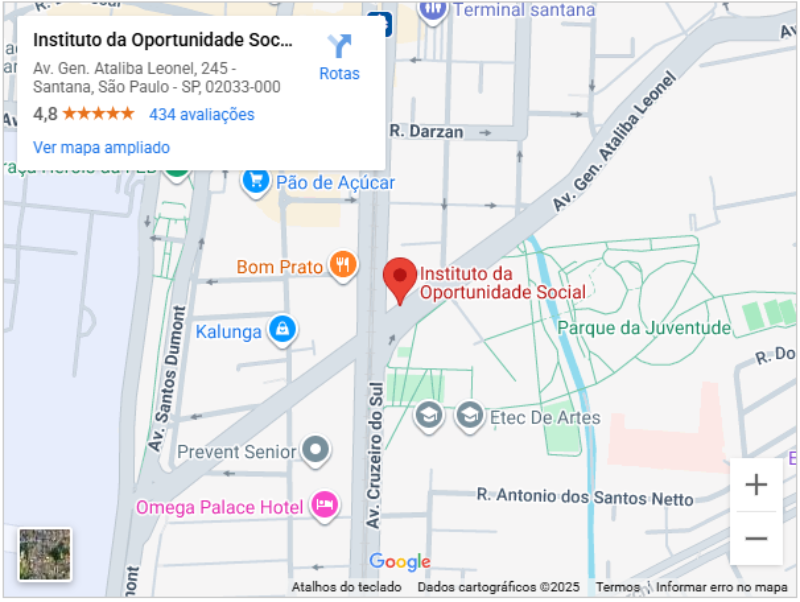 Terminal santana
Instituto da Oportunidade Soc...
Av. Gen. Ataliba Leonel, 245 -
Santana, São Paulo - SP, 02033-000
4,8
434 avaliações
Ver mapa ampliado
Rotas
R. Darzan
Av. Gen. Ataliba Leonel
Pão de Açúcar
Bom Prato
Instituto da
Oportunidade Social
Kalunga
Parque da Juventude
Av. Santos Dumont
R. Do
Av. Cruzeiro do Sul
Etec De Artes
Prevent Senior
Omega Palace Hotel
R. Antonio dos Santos Netto
Google
Atalhos do teclado
Dados cartográficos ©2025
Termos
Informar erro no mapa